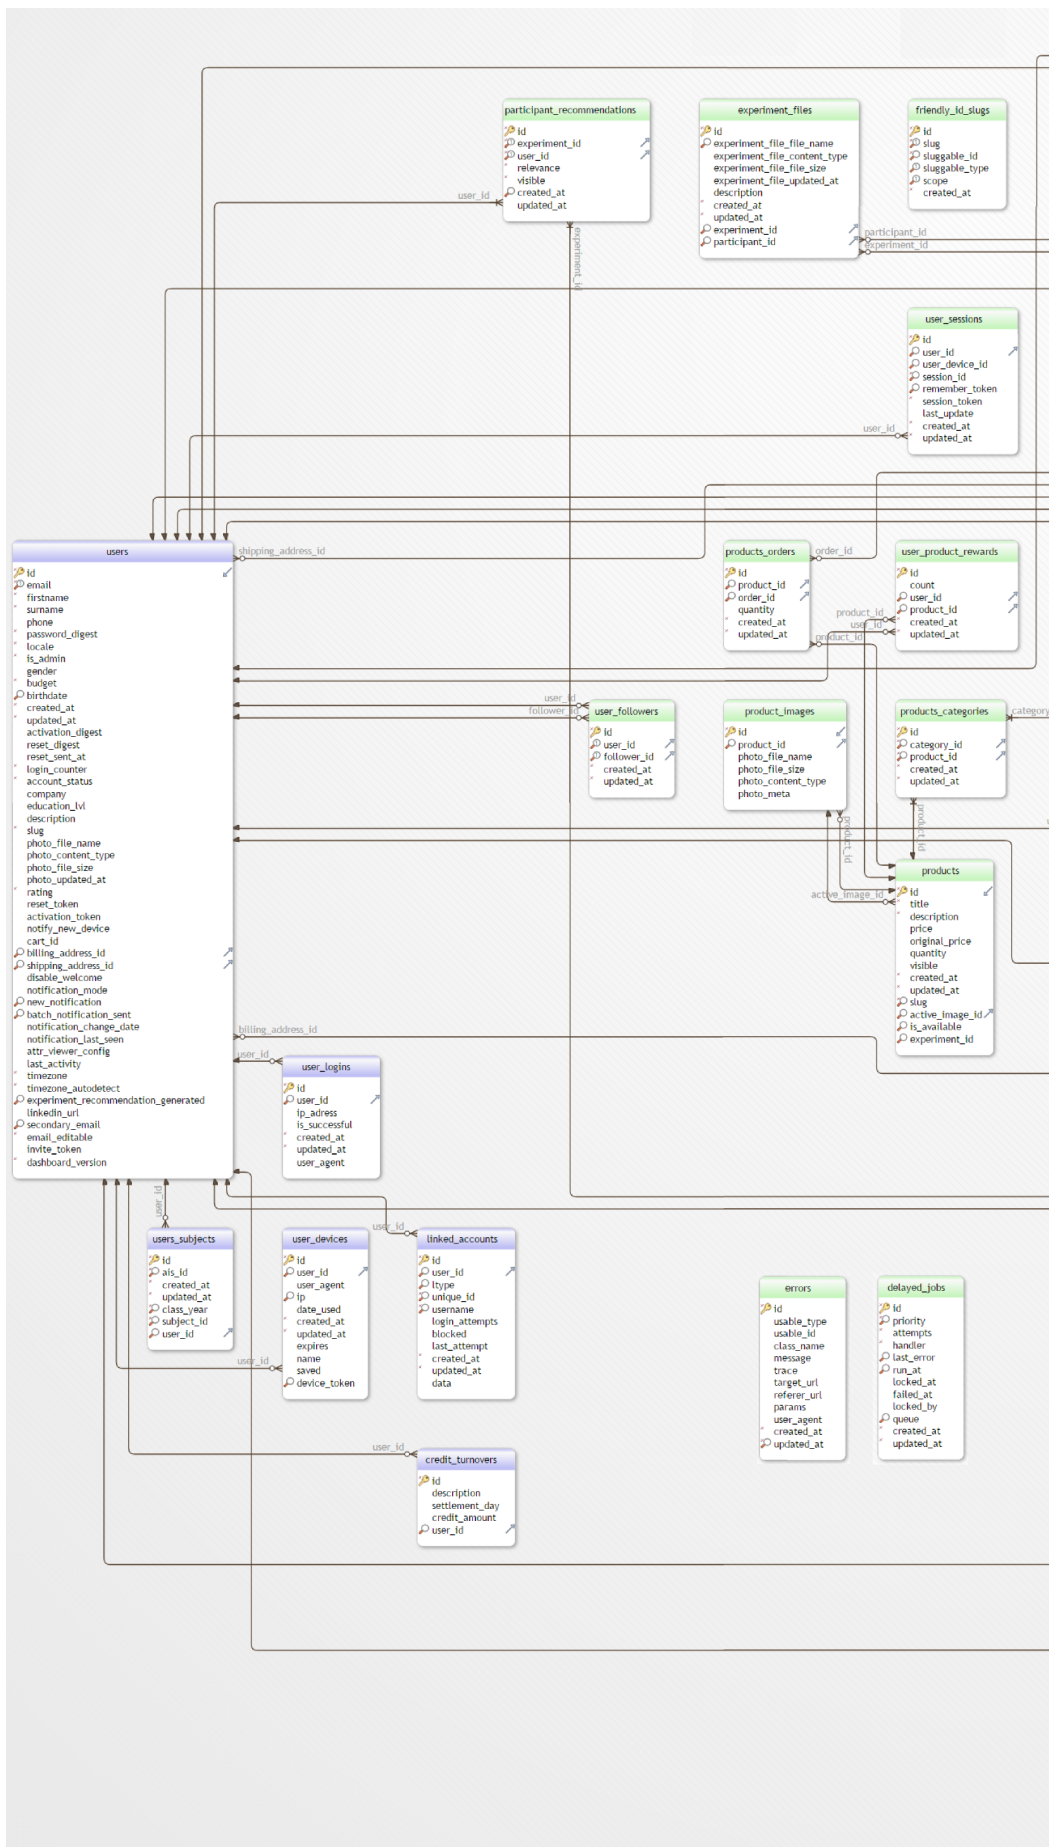 participant_recommendations
id
experiment_id
user_id
relevance
visible
created_at
updated_at
user_id
experiment_id
experiment_files
id
experiment_file_file_name
experiment_file_content_type
experiment_file_file_size
experiment_file_updated_at
description
created_at
updated_at
experiment_id
participant_id
participant_id
experiment_id
friendly_id_slugs
id
slug
sluggable_id
sluggable_type
scope
created_at
user_sessions
id
user_id
user_device_id
session_id
remember_token
session_token
last_update
created_at
updated_at
user_id
users
id
email
firstname
surname
phone
password_digest
locale
is_admin
gender
budget
birthdate
created_at
updated_at
activation_digest
reset_digest
reset_sent_at
login_counter
account_status
company
education_lvl
description
slug
photo_file_name
photo_content_type
photo_file_size
photo_updated_at
rating
reset_token
activation_token
notify_new_device
cart_id
billing_address_id
shipping_address_id
disable_welcome
notification_mode
new_notification
batch_notification_sent
notification_change_date
notification_last_seen
attr_viewer_config
last_activity
timezone
timezone_autodetect
experiment_recommendation_generated
linkedin_url
secondary_email
email_editable
invite_token
dashboard_version
shipping_address_id
products_orders
id
product_id
order_id
quantity
created_at
updated_at
order_id
product_id
user_product_rewards
id
count
user_id
product_id
created_at
updated_at
product_id
user_id
user_id
follower_id
user_followers
id
user_id
follower_id
created_at
updated_at
product_images
id
product_id
photo_file_name
photo_file_size
photo_content_type
photo_meta
product_id
products_categories
id
category_id
product_id
created_at
updated_at
category
product_id
products
id
title
description
price
original_price
quantity
visible
created_at
updated_at
slug
active_image_id
is_available
experiment_id
active_image_id
billing_address_id
user_id
user_logins
id
user_id
ip_adress
is_successful
created_at
updated_at
user_agent
user_id
users_subjects
id
ais_id
created_at
updated_at
class_year
subject_id
user_id
user_devices
id
user_id
user_agent
ip
date_used
created_at
updated_at
expires
name
saved
device_token
user_id
user_id
linked_accounts
id
user_id
ltype
unique_id
username
login_attempts
blocked
last_attempt
created_at
updated_at
data
user_id
credit_turnovers
id
description
settlement_day
credit_amount
user_id
errors
id
usable_type
usable_id
class_name
message
trace
target_url
referer_url
params
user_agent
created_at
updated_at
delayed_jobs
id
priority
attempts
handler
last_error
run_at
locked_at
failed_at
locked_by
queue
created_at
updated_at